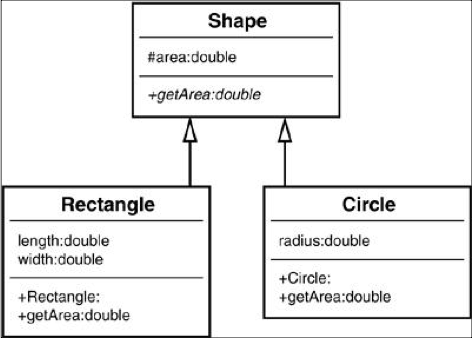 Shape
#area:double
+getArea:double
Rectangle
length:double
width:double
+Rectangle:
+getArea:double
Circle
radius:double
+Circle:
+getArea:double